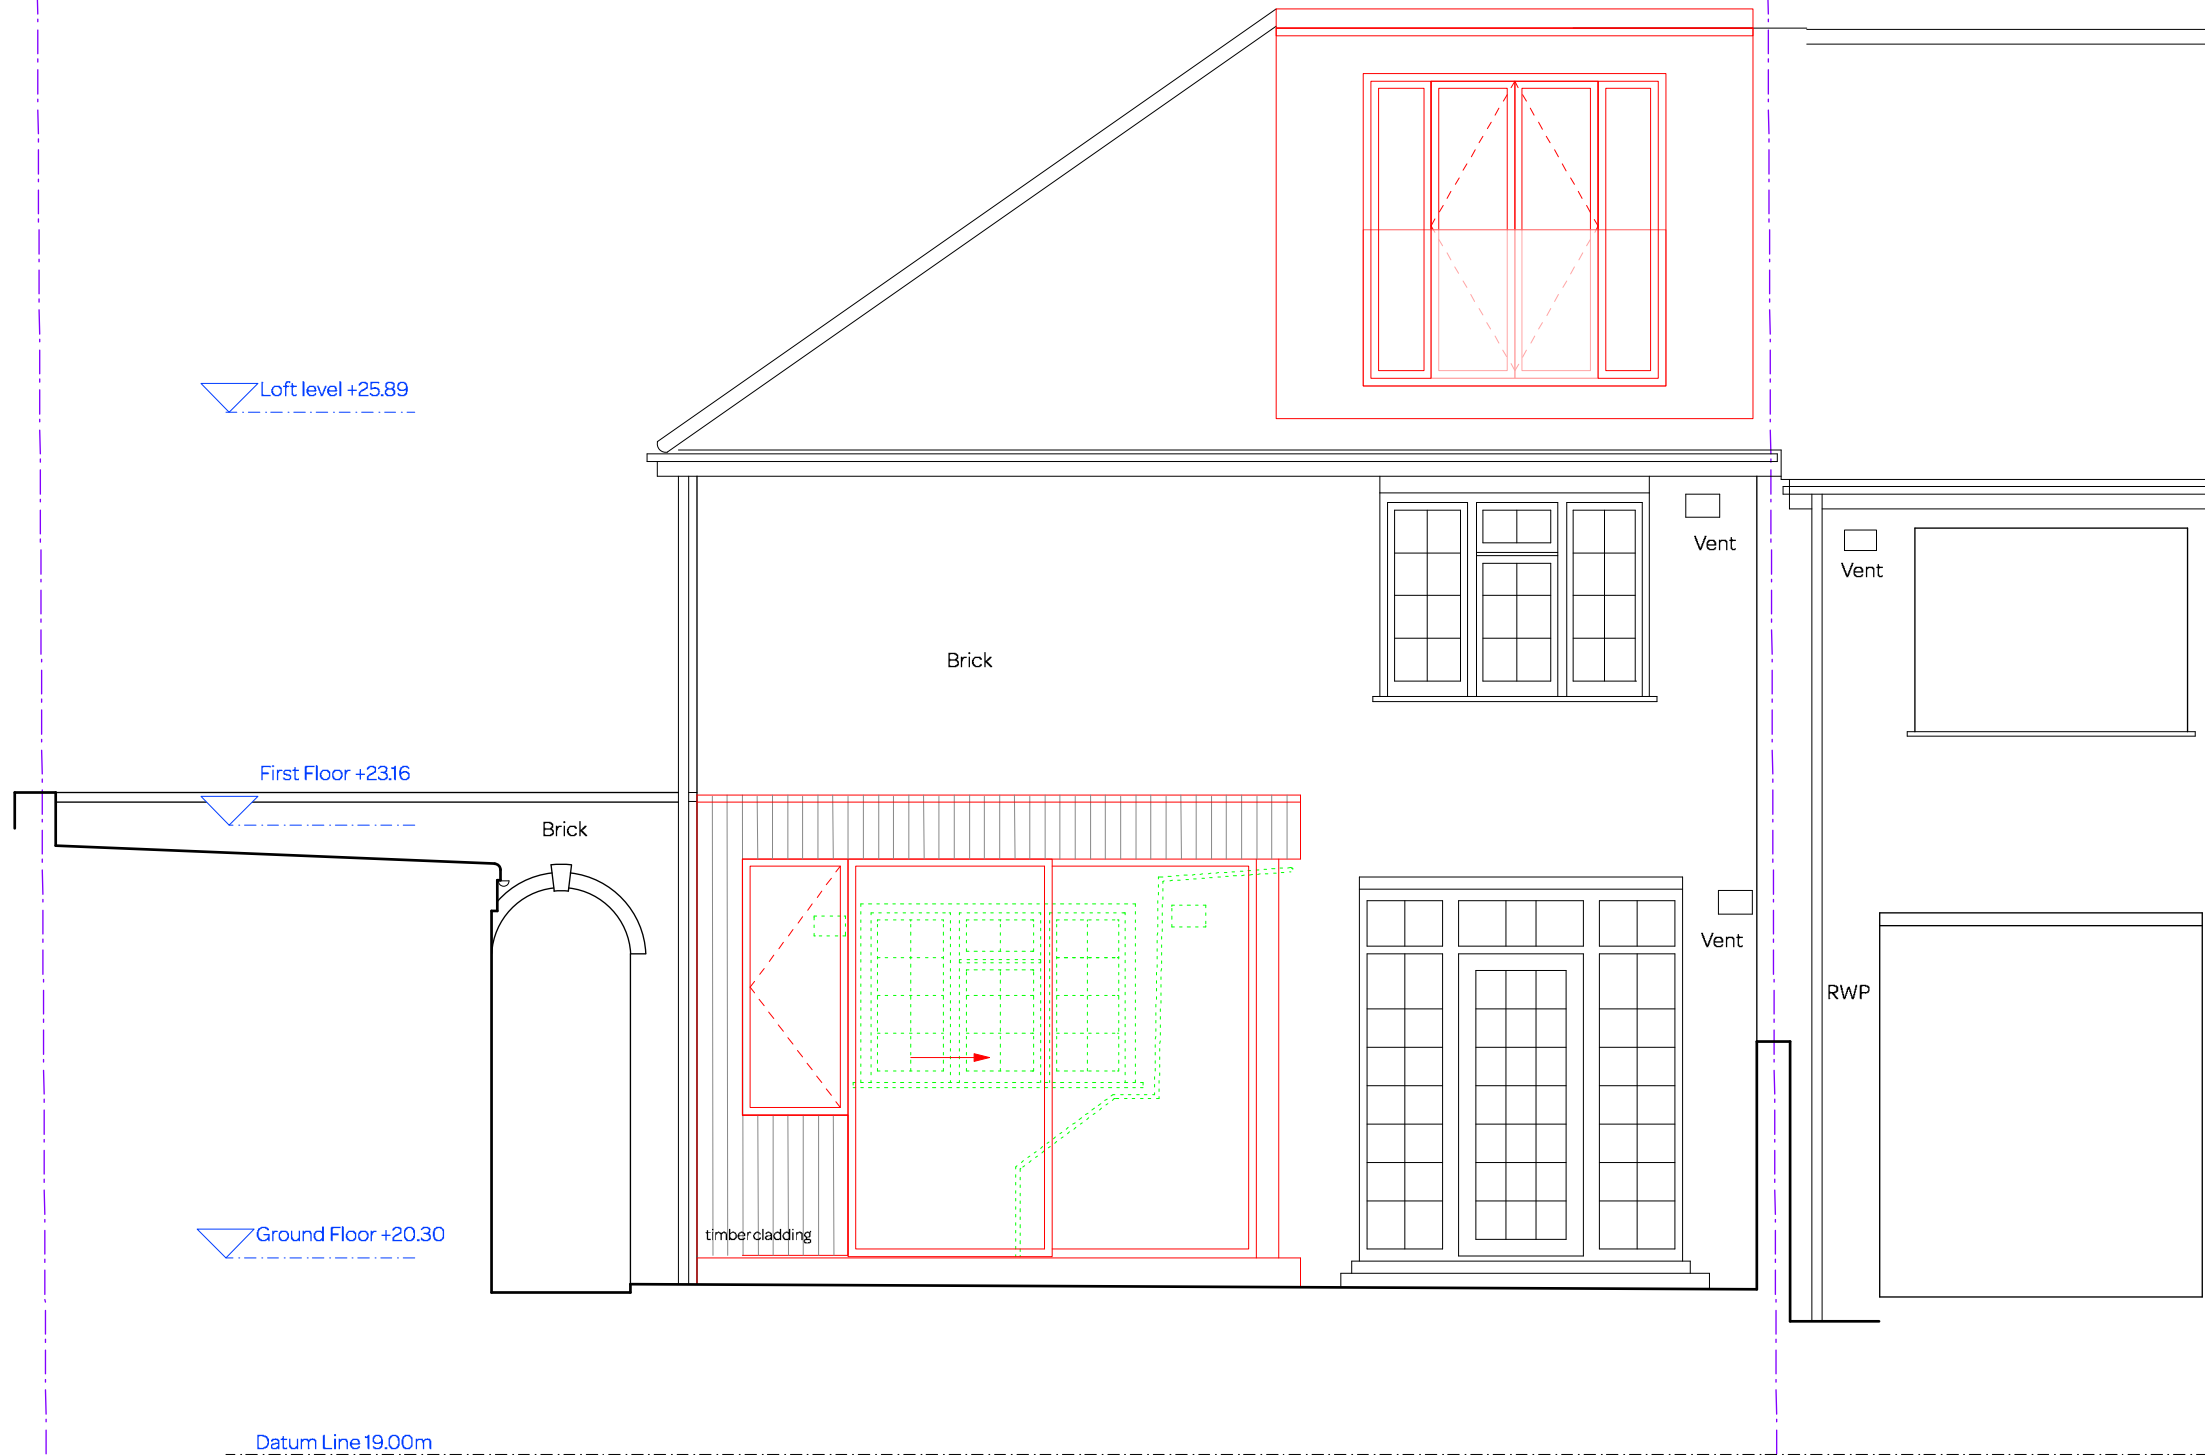 Loft level +25.89
Vent
Vent
Brick
First Floor +23.16
Brick
Vent
RWP
timber cladding
Ground Floor +20.30
Datum Line 19.00m